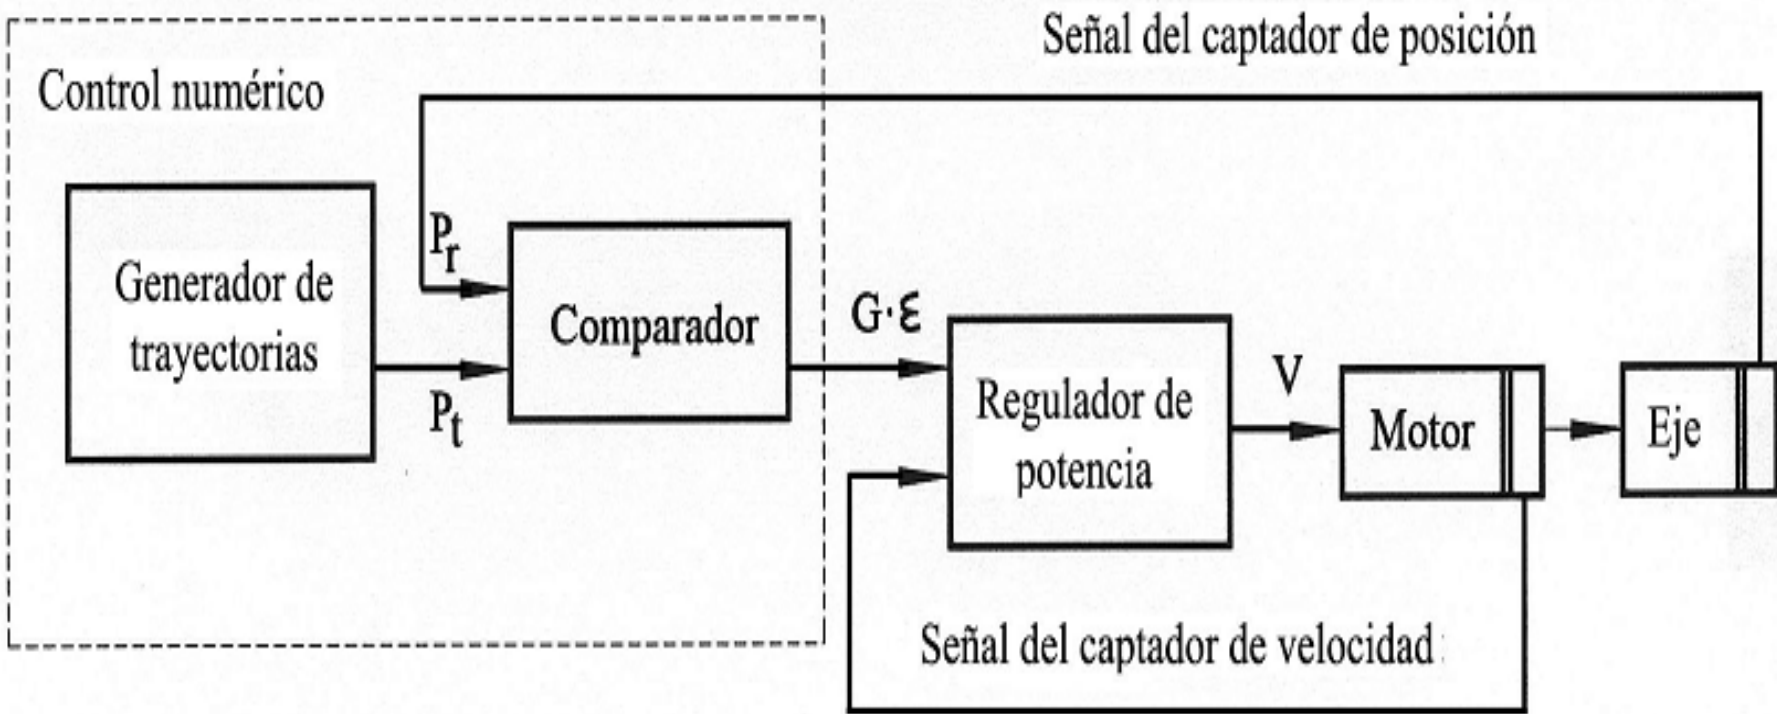 Señal del captador de posición
Control numérico
Generador de
trayectorias
Pr
Pt
Comparador
G·ε
Regulador de
potencia
V
Motor
Eje
Señal del captador de velocidad